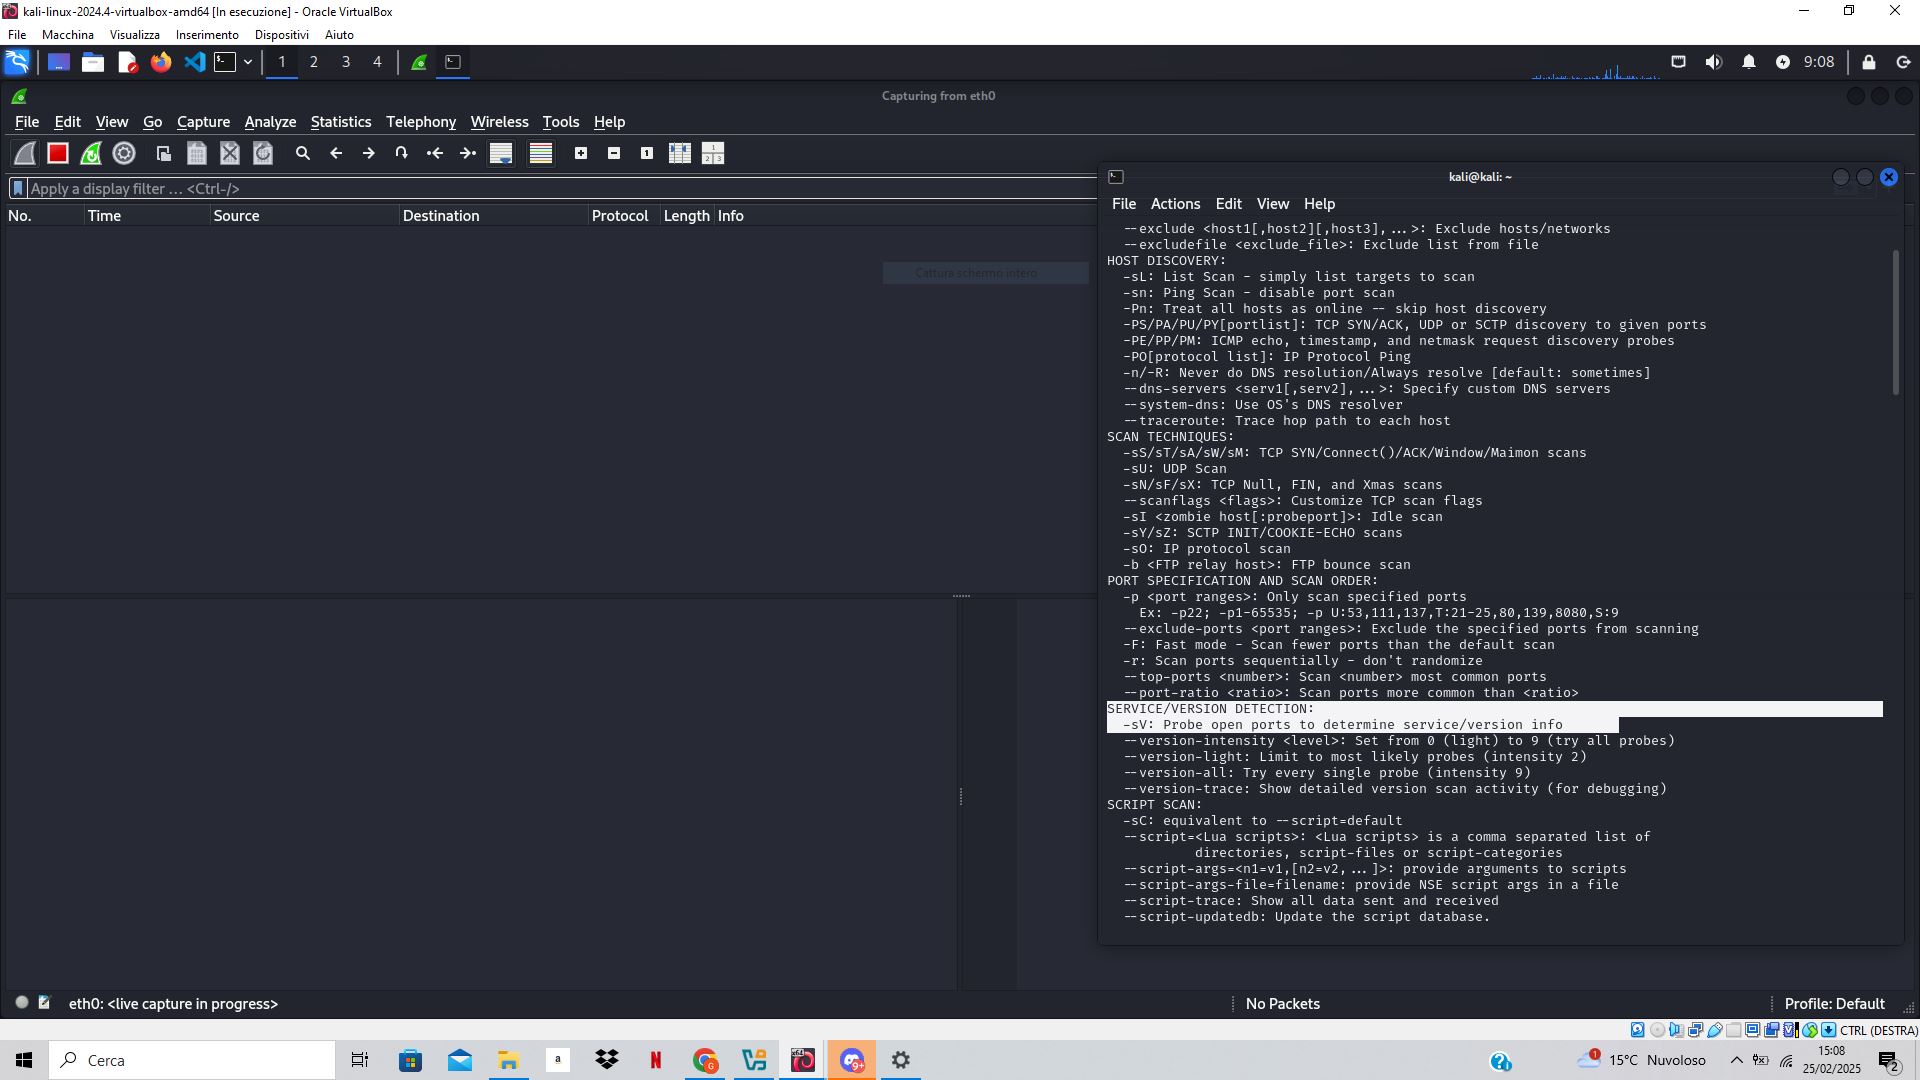 kali-linux-2024.4-virtualbox-amd64 [In esecuzione] - Oracle VirtualBox
File Macchina Visualizza Inserimento Dispositivi Aiuto
1 2 3 4
9:08
Capturing from eth0
File Edit View Go Capture Analyze Statistics Telephony Wireless Tools Help
Apply a display filter … <Ctrl-/>
No. Time Source Destination Protocol Length Info
Cattura schermo intero
kali@kali: ~
File Actions Edit View Help
--exclude <host1[,host2][,host3],...>: Exclude hosts/networks
--excludefile <exclude_file>: Exclude list from file
HOST DISCOVERY:
-sL: List Scan - simply list targets to scan
-sn: Ping Scan - disable port scan
-Pn: Treat all hosts as online -- skip host discovery
-PS/PA/PU/PY[portlist]: TCP SYN/ACK, UDP or SCTP discovery to given ports
-PE/PP/PM: ICMP echo, timestamp, and netmask request discovery probes
-PO[protocol list]: IP Protocol Ping
-n/-R: Never do DNS resolution/Always resolve [default: sometimes]
--dns-servers <serv1[,serv2],...>: Specify custom DNS servers
--system-dns: Use OS's DNS resolver
--traceroute: Trace hop path to each host
SCAN TECHNIQUES:
-sS/sT/sA/sW/sM: TCP SYN/Connect()/ACK/Window/Maimon scans
-sU: UDP Scan
-sN/sF/sX: TCP Null, FIN, and Xmas scans
--scanflags <flags>: Customize TCP scan flags
-sI <zombie host[:probeport]>: Idle scan
-sY/sZ: SCTP INIT/COOKIE-ECHO scans
-sO: IP protocol scan
-b <FTP relay host>: FTP bounce scan
PORT SPECIFICATION AND SCAN ORDER:
-p <port ranges>: Only scan specified ports
Ex: -p22; -p1-65535; -p U:53,111,137,T:21-25,80,139,8080,S:9
--exclude-ports <port ranges>: Exclude the specified ports from scanning
-F: Fast mode - Scan fewer ports than the default scan
-r: Scan ports sequentially - don't randomize
--top-ports <number>: Scan <number> most common ports
--port-ratio <ratio>: Scan ports more common than <ratio>
SERVICE/VERSION DETECTION:
-sV: Probe open ports to determine service/version info
--version-intensity <level>: Set from 0 (light) to 9 (try all probes)
--version-light: Limit to most likely probes (intensity 2)
--version-all: Try every single probe (intensity 9)
--version-trace: Show detailed version scan activity (for debugging)
SCRIPT SCAN:
-sC: equivalent to --script=default
--script=<Lua scripts>: <Lua scripts> is a comma separated list of
directories, script-files or script-categories
--script-args=<n1=v1,[n2=v2,...]>: provide arguments to scripts
--script-args-file=filename: provide NSE script args in a file
--script-trace: Show all data sent and received
--script-updatedb: Update the script database.
eth0: <live capture in progress> No Packets Profile: Default
CTRL (DESTRA)
Cerca
15°C Nuvoloso
15:08
25/02/2025